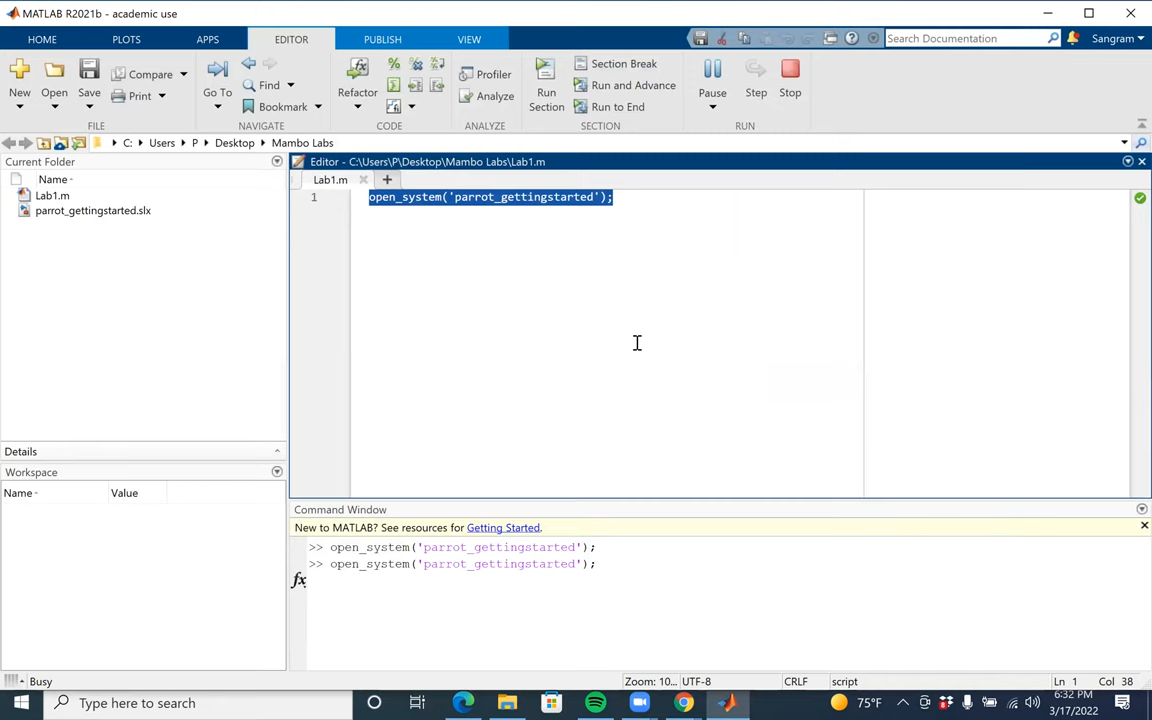 MATLAB R2021b - academic use
HOME PLOTS APPS EDITOR PUBLISH VIEW
Search Documentation
Sangram
New Open Save
Compare
Print
FILE
Go To
Find
Bookmark
NAVIGATE
Refactor
CODE
Profiler
Analyze
ANALYZE
Run Section
Section Break
Run and Advance
Run to End
SECTION
Pause Step Stop
RUN
C: Users P Desktop Mambo Labs
Current Folder
Name
Lab1.m
parrot_gettingstarted.slx
Details
Workspace
Name Value
Editor - C:\Users\P\Desktop\Mambo Labs\Lab1.m
Lab1.m
1 open_system('parrot_gettingstarted');
Command Window
New to MATLAB? See resources for Getting Started.
>> open_system('parrot_gettingstarted');
>> open_system('parrot_gettingstarted');
fx
Busy
Zoom: 10... UTF-8 CRLF script Ln 1 Col 38
Type here to search
75°F
6:32 PM
3/17/2022